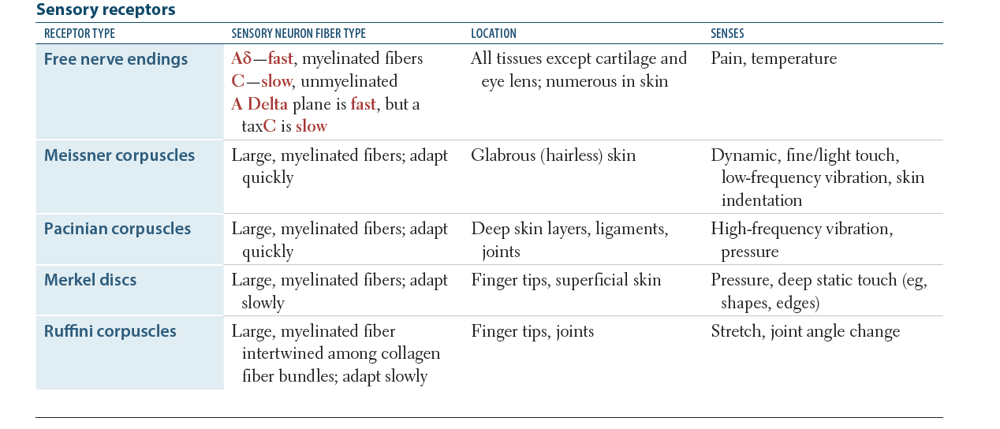 Sensory receptors
RECEPTOR TYPE SENSORY NEURON FIBER TYPE LOCATION SENSES
Free nerve endings Aδ—fast, myelinated fibers All tissues except cartilage and Pain, temperature
C—slow, unmyelinated eye lens; numerous in skin
A Delta plane is fast, but a
taxC is slow
Meissner corpuscles Large, myelinated fibers; adapt Glabrous (hairless) skin Dynamic, fine/light touch,
quickly low-frequency vibration, skin
indentation
Pacinian corpuscles Large, myelinated fibers; adapt Deep skin layers, ligaments, High-frequency vibration,
quickly joints pressure
Merkel discs Large, myelinated fibers; adapt Finger tips, superficial skin Pressure, deep static touch (eg,
slowly shapes, edges)
Ruffini corpuscles Large, myelinated fiber Finger tips, joints Stretch, joint angle change
intertwined among collagen
fiber bundles; adapt slowly